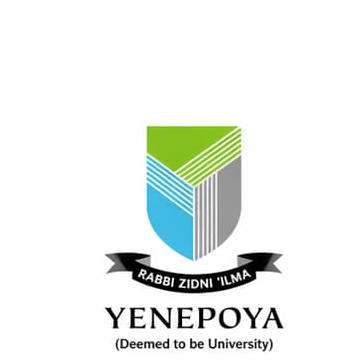 RABBI ZIDNI 'ILMA
YENEPOYA
(Deemed to be University)